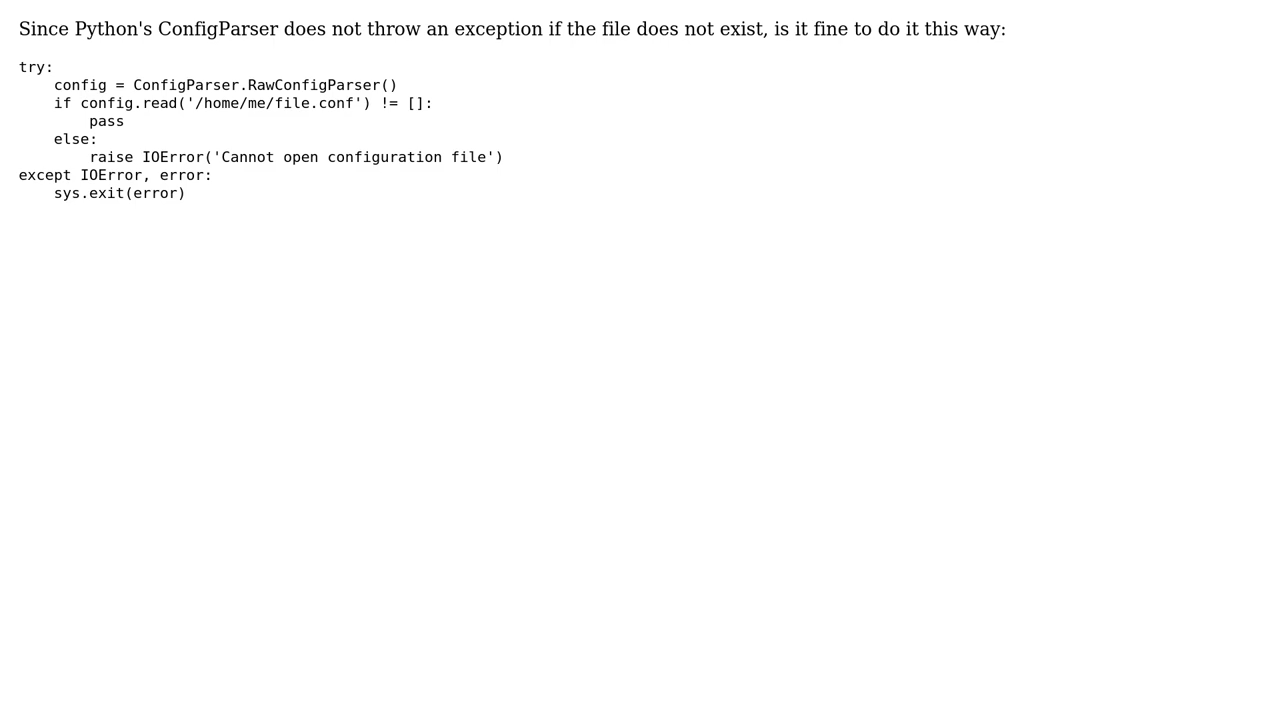 Since Python's ConfigParser does not throw an exception if the file does not exist, is it fine to do it this way:
try:
    config = ConfigParser.RawConfigParser()
    if config.read('/home/me/file.conf') != []:
        pass
    else:
        raise IOError('Cannot open configuration file')
except IOError, error:
    sys.exit(error)